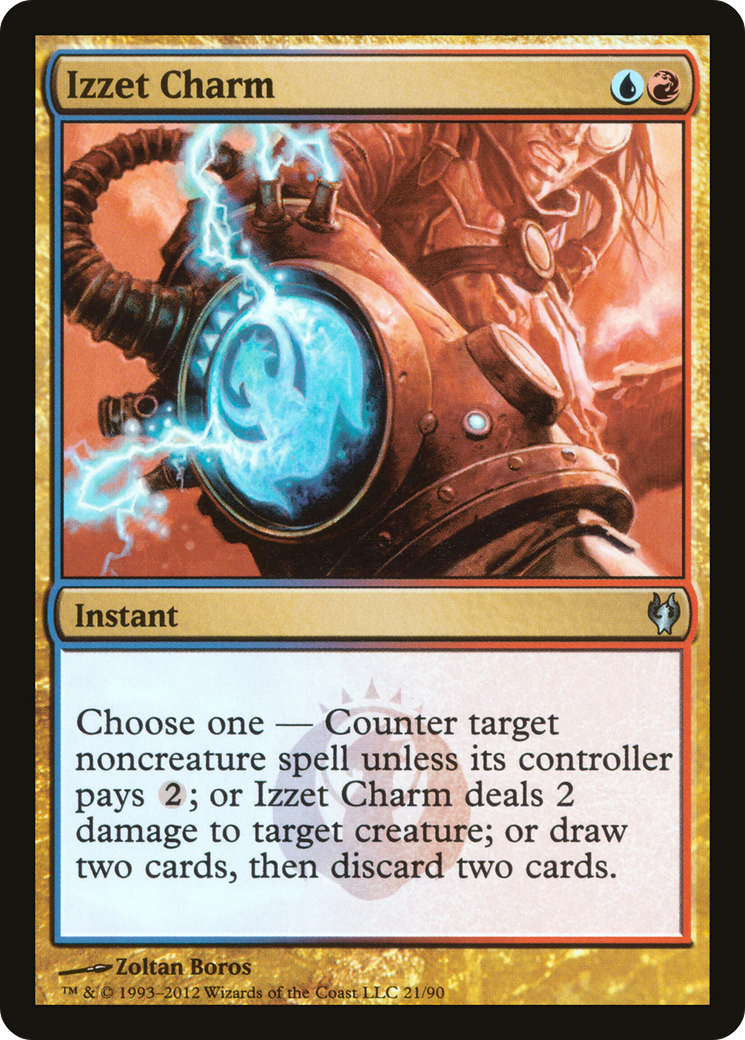 Izzet Charm
Instant
Choose one — Counter target
noncreature spell unless its controller
pays 2; or Izzet Charm deals 2
damage to target creature; or draw
two cards, then discard two cards.
Zoltan Boros
™ & © 1993–2012 Wizards of the Coast LLC 21/90